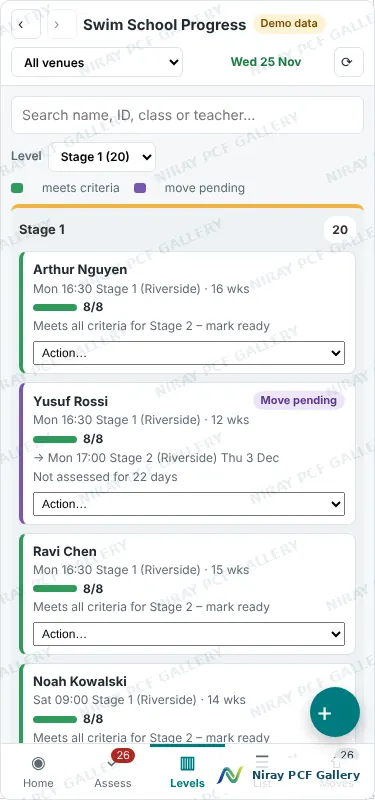 Swim School Progress
Demo data
All venues
Wed 25 Nov
Search name, ID, class or teacher...
Level
Stage 1 (20)
meets criteria
move pending
Stage 1
20
Arthur Nguyen
Mon 16:30 Stage 1 (Riverside) · 16 wks
8/8
Meets all criteria for Stage 2 – mark ready
Action...
Yusuf Rossi
Move pending
Mon 16:30 Stage 1 (Riverside) · 12 wks
8/8
→ Mon 17:00 Stage 2 (Riverside) Thu 3 Dec
Not assessed for 22 days
Action...
Ravi Chen
Mon 16:30 Stage 1 (Riverside) · 15 wks
8/8
Meets all criteria for Stage 2 – mark ready
Action...
Noah Kowalski
Sat 09:00 Stage 1 (Riverside) · 14 wks
8/8
Meets all criteria for Stage 2 – mark ready
+
26
26
Home
Assess
Levels
List
Moves
Niray PCF Gallery
NIRAY PCF GALLERY